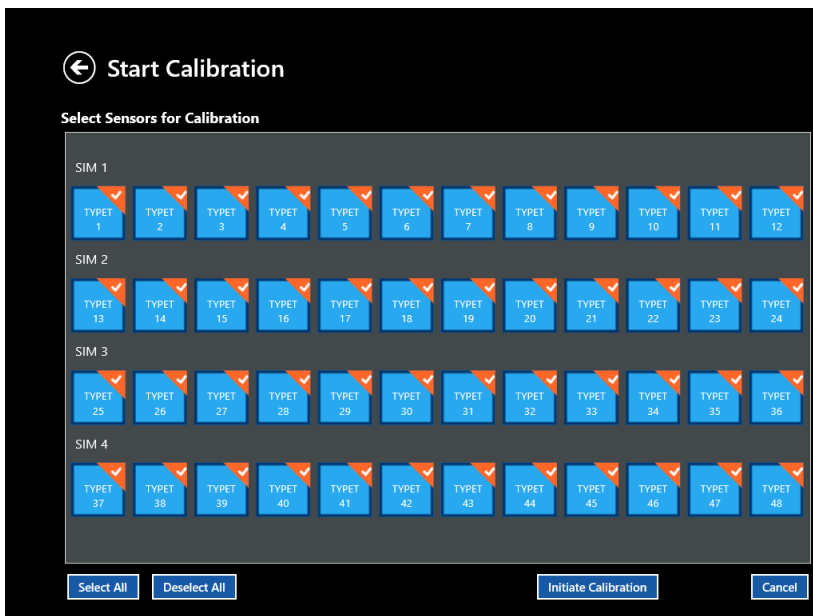 Start Calibration
Select Sensors for Calibration
SIM 1
TYPET TYPET TYPET TYPET TYPET TYPET TYPET TYPET TYPET TYPET TYPET TYPET
1 2 3 4 5 6 7 8 9 10 11 12
SIM 2
TYPET TYPET TYPET TYPET TYPET TYPET TYPET TYPET TYPET TYPET TYPET TYPET
13 14 15 16 17 18 19 20 21 22 23 24
SIM 3
TYPET TYPET TYPET TYPET TYPET TYPET TYPET TYPET TYPET TYPET TYPET TYPET
25 26 27 28 29 30 31 32 33 34 35 36
SIM 4
TYPET TYPET TYPET TYPET TYPET TYPET TYPET TYPET TYPET TYPET TYPET TYPET
37 38 39 40 41 42 43 44 45 46 47 48
Select All Deselect All Initiate Calibration Cancel